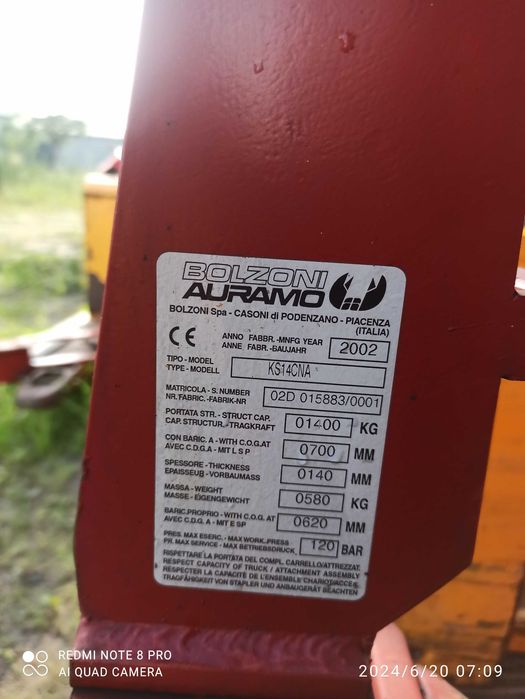 BOLZONI
AURAMO
BOLZONI Spa - CASONI di PODENZANO - PIACENZA
(ITALIA)
CE
ANNO FABBR.-MNFG YEAR
ANNE FABR.-BAUJAHR
2002
TIPO - MODEL
TYPE - MODELL
KS14CNA
MATRICOLA - S. NUMBER
NR. FABRIC. - FABRIK-NR
02D 015883/0001
PORTATA STR. - STRUCT CAP.
CAP. STRUCTUR. - TRAGKRAFT
01400 KG
CON BARIC. A - WITH C.O.G.AT
AVEC C.D.G.A - MIT L S P
0700 MM
SPESSORE - THICKNESS
EPAISSEUR - VORBAUMASS
0140 MM
MASSA - WEIGHT
MASSE - EIGENGEWICHT
0580 KG
BARIC.PROPRIO - WITH C.O.G. AT
AVEC C.D.G. A - MIT E SP
0620 MM
PRES. MAX ESERC. - MAX WORK.PRESS
PR. MAX SERVICE - MAX BETRIEBSDRUCK
120 BAR
RISPETTARE LA PORTATA DEL COMPL. CARRELLO/ATTREZZAT.
RESPECT CAPACITY OF TRUCK / ATTACHMENT ASSEMBLY
RESPECTER LA CAPACITE DE L'ENSEMBLE CHARIOT/ACCES.
TRAGFÄHIGKEIT VON STAPLER UND ANBAUGERÄT BEACHTEN
REDMI NOTE 8 PRO
AI QUAD CAMERA
2024/6/20 07:09